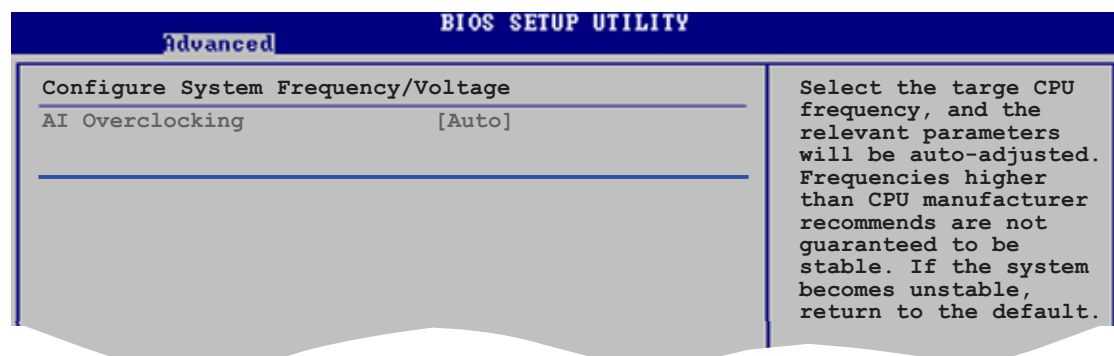 BIOS SETUP UTILITY
Advanced
Configure System Frequency/Voltage
AI Overclocking [Auto]
Select the targe CPU
frequency, and the
relevant parameters
will be auto-adjusted.
Frequencies higher
than CPU manufacturer
recommends are not
guaranteed to be
stable. If the system
becomes unstable,
return to the default.